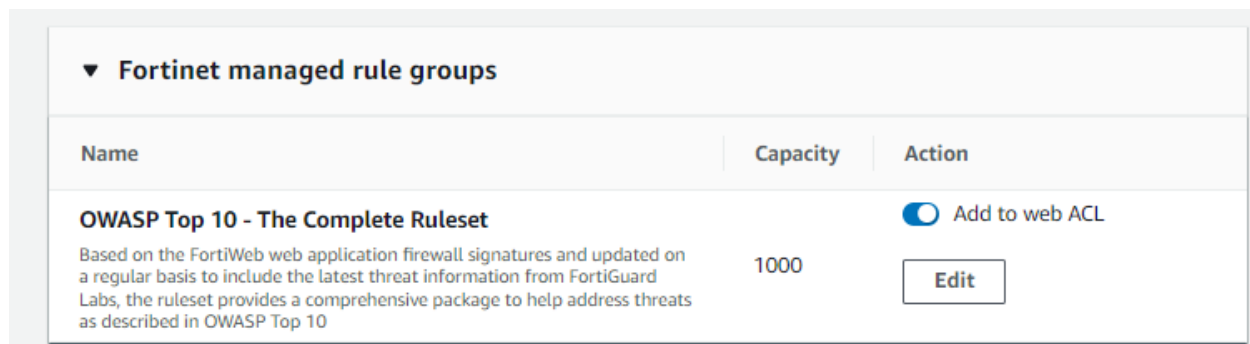 Fortinet managed rule groups
Name Capacity Action
OWASP Top 10 - The Complete Ruleset
Based on the FortiWeb web application firewall signatures and updated on
a regular basis to include the latest threat information from FortiGuard
Labs, the ruleset provides a comprehensive package to help address threats
as described in OWASP Top 10
1000
Add to web ACL
Edit